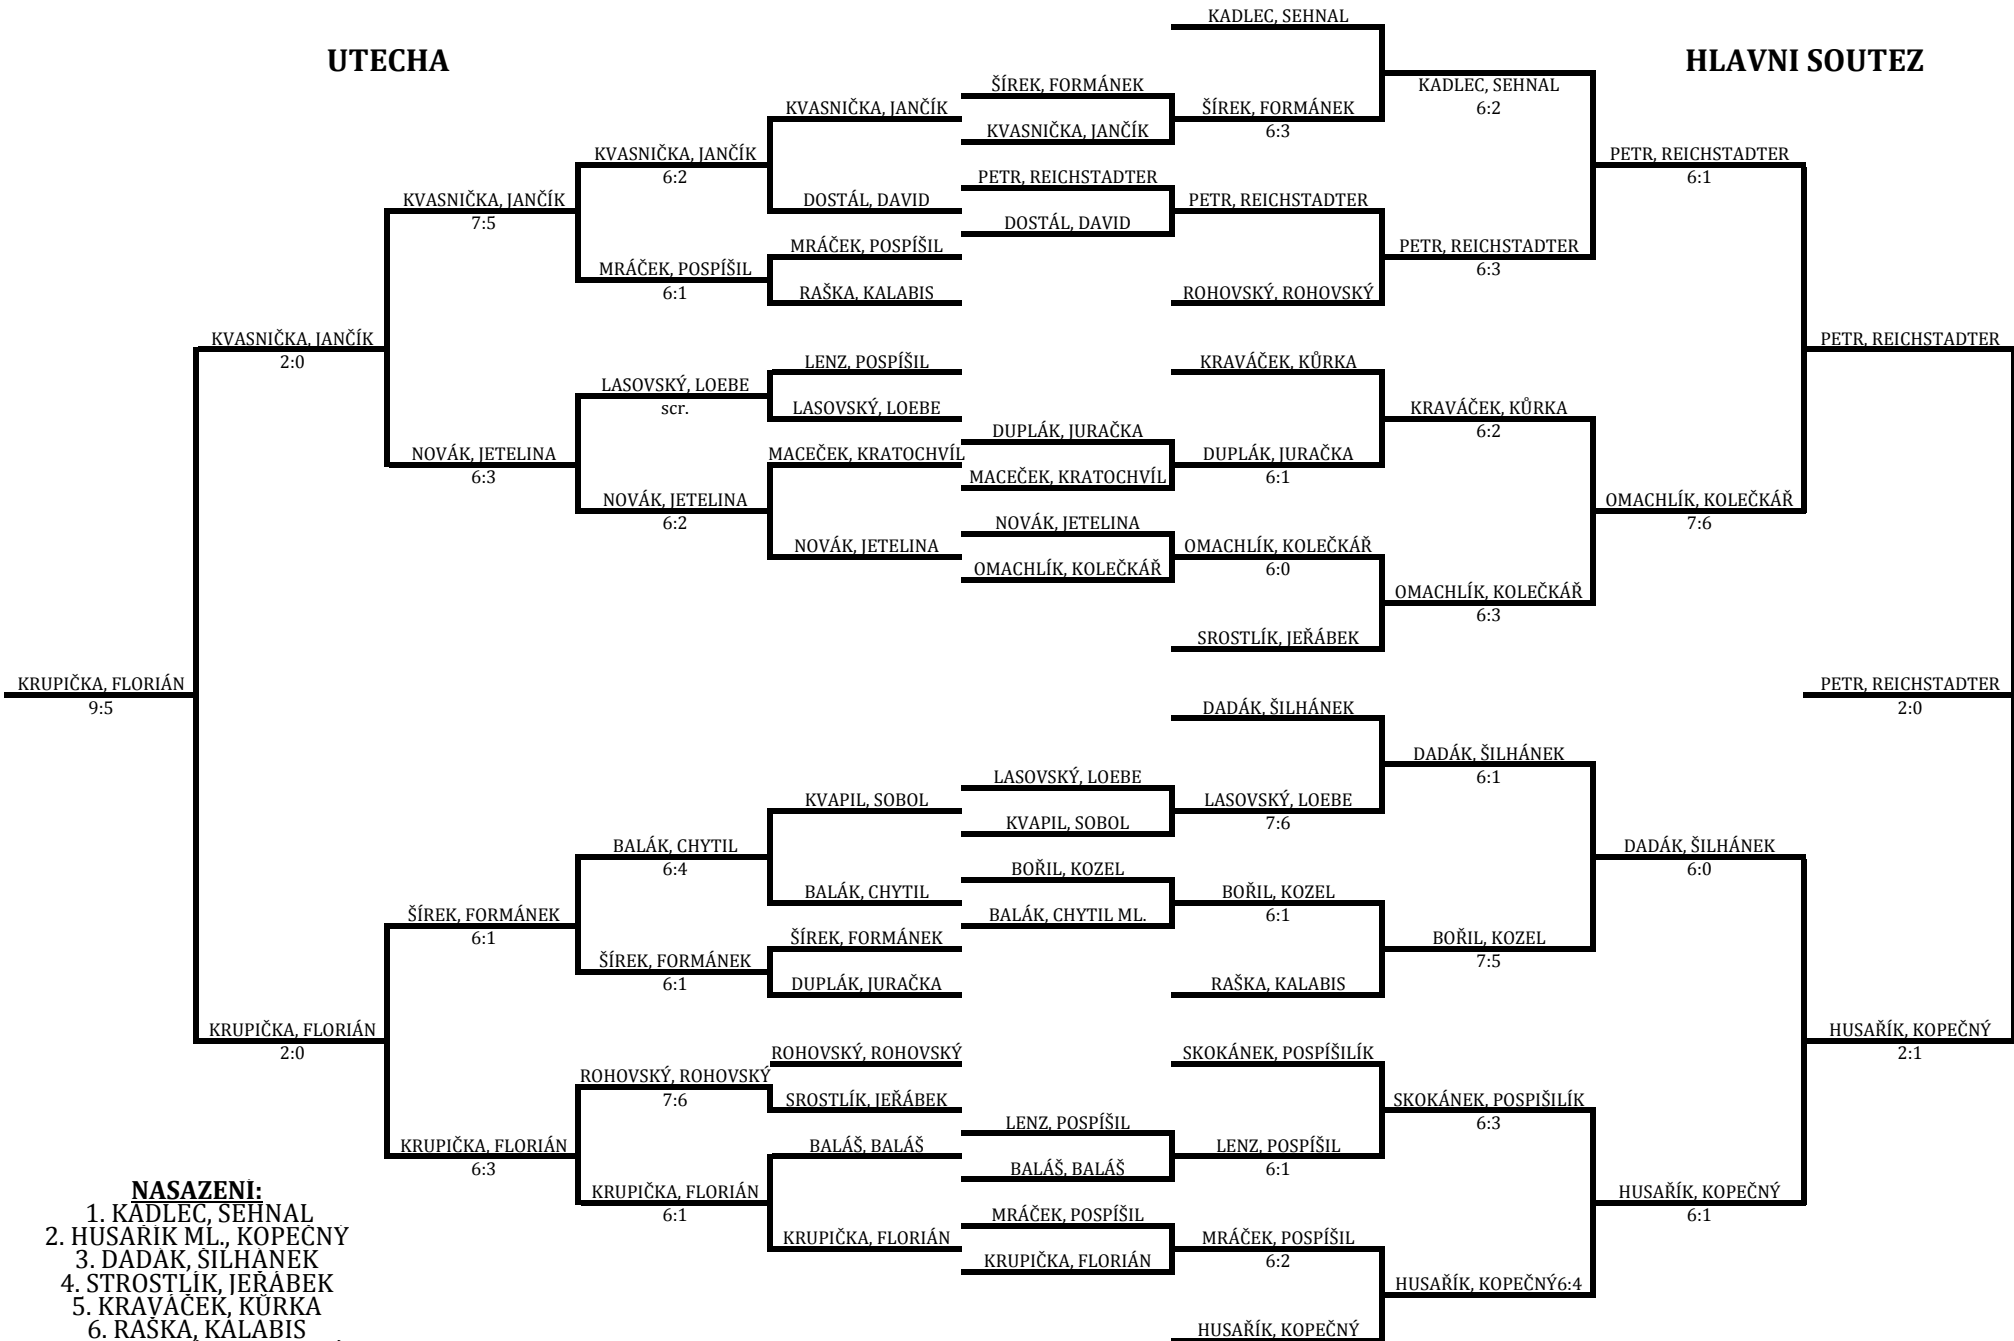 KADLEC, SEHNAL
UTECHA
HLAVNI SOUTEZ
ŠÍREK, FORMÁNEK
KADLEC, SEHNAL
6:2
KVASNIČKA, JANČÍK
ŠÍREK, FORMÁNEK
6:3
KVASNIČKA, JANČÍK
KVASNIČKA, JANČÍK
6:2
PETR, REICHSTADTER
6:1
PETR, REICHSTADTER
KVASNIČKA, JANČÍK
7:5
DOSTÁL, DAVID
PETR, REICHSTADTER
DOSTÁL, DAVID
MRÁČEK, POSPÍŠIL
PETR, REICHSTADTER
6:3
MRÁČEK, POSPÍŠIL
6:1
RAŠKA, KALABIS
ROHOVSKÝ, ROHOVSKÝ
KVASNIČKA, JANČÍK
2:0
PETR, REICHSTADTER
LENZ, POSPÍŠIL
KRAVÁČEK, KŮRKA
LASOVSKÝ, LOEBE
scr.
LASOVSKÝ, LOEBE
KRAVÁČEK, KŮRKA
6:2
DUPLÁK, JURAČKA
NOVÁK, JETELINA
6:3
MACEČEK, KRATOCHVÍL
DUPLÁK, JURAČKA
6:1
MACEČEK, KRATOCHVÍL
NOVÁK, JETELINA
6:2
OMACHLÍK, KOLEČKÁŘ
7:6
NOVÁK, JETELINA
NOVÁK, JETELINA
OMACHLÍK, KOLEČKÁŘ
6:0
OMACHLÍK, KOLEČKÁŘ
OMACHLÍK, KOLEČKÁŘ
6:3
SROSTLÍK, JEŘÁBEK
KRUPIČKA, FLORIÁN
9:5
PETR, REICHSTADTER
2:0
DADÁK, ŠILHÁNEK
DADÁK, ŠILHÁNEK
6:1
LASOVSKÝ, LOEBE
KVAPIL, SOBOL
LASOVSKÝ, LOEBE
7:6
KVAPIL, SOBOL
BALÁK, CHYTIL
6:4
DADÁK, ŠILHÁNEK
6:0
BOŘIL, KOZEL
BALÁK, CHYTIL
BOŘIL, KOZEL
6:1
ŠÍREK, FORMÁNEK
6:1
BALÁK, CHYTIL ML.
ŠÍREK, FORMÁNEK
BOŘIL, KOZEL
7:5
ŠÍREK, FORMÁNEK
6:1
DUPLÁK, JURAČKA
RAŠKA, KALABIS
KRUPIČKA, FLORIÁN
2:0
HUSAŘÍK, KOPEČNÝ
2:1
ROHOVSKÝ, ROHOVSKÝ
SKOKÁNEK, POSPÍŠILÍK
ROHOVSKÝ, ROHOVSKÝ
7:6
SROSTLÍK, JEŘÁBEK
SKOKÁNEK, POSPIŠILÍK
6:3
LENZ, POSPÍŠIL
KRUPIČKA, FLORIÁN
6:3
BALÁŠ, BALÁŠ
LENZ, POSPÍŠIL
6:1
BALÁŠ, BALÁŠ
KRUPIČKA, FLORIÁN
6:1
HUSAŘÍK, KOPEČNÝ
6:1
MRÁČEK, POSPÍŠIL
KRUPIČKA, FLORIÁN
MRÁČEK, POSPÍŠIL
6:2
KRUPIČKA, FLORIÁN
HUSAŘÍK, KOPEČNÝ6:4
HUSAŘÍK, KOPEČNÝ
NASAZENÍ:
1. KADLEC, SEHNAL
2. HUSAŘÍK ML., KOPEČNÝ
3. DADÁK, ŠILHÁNEK
4. STROSTLÍK, JEŘÁBEK
5. KRAVÁČEK, KŮRKA
6. RAŠKA, KALABIS